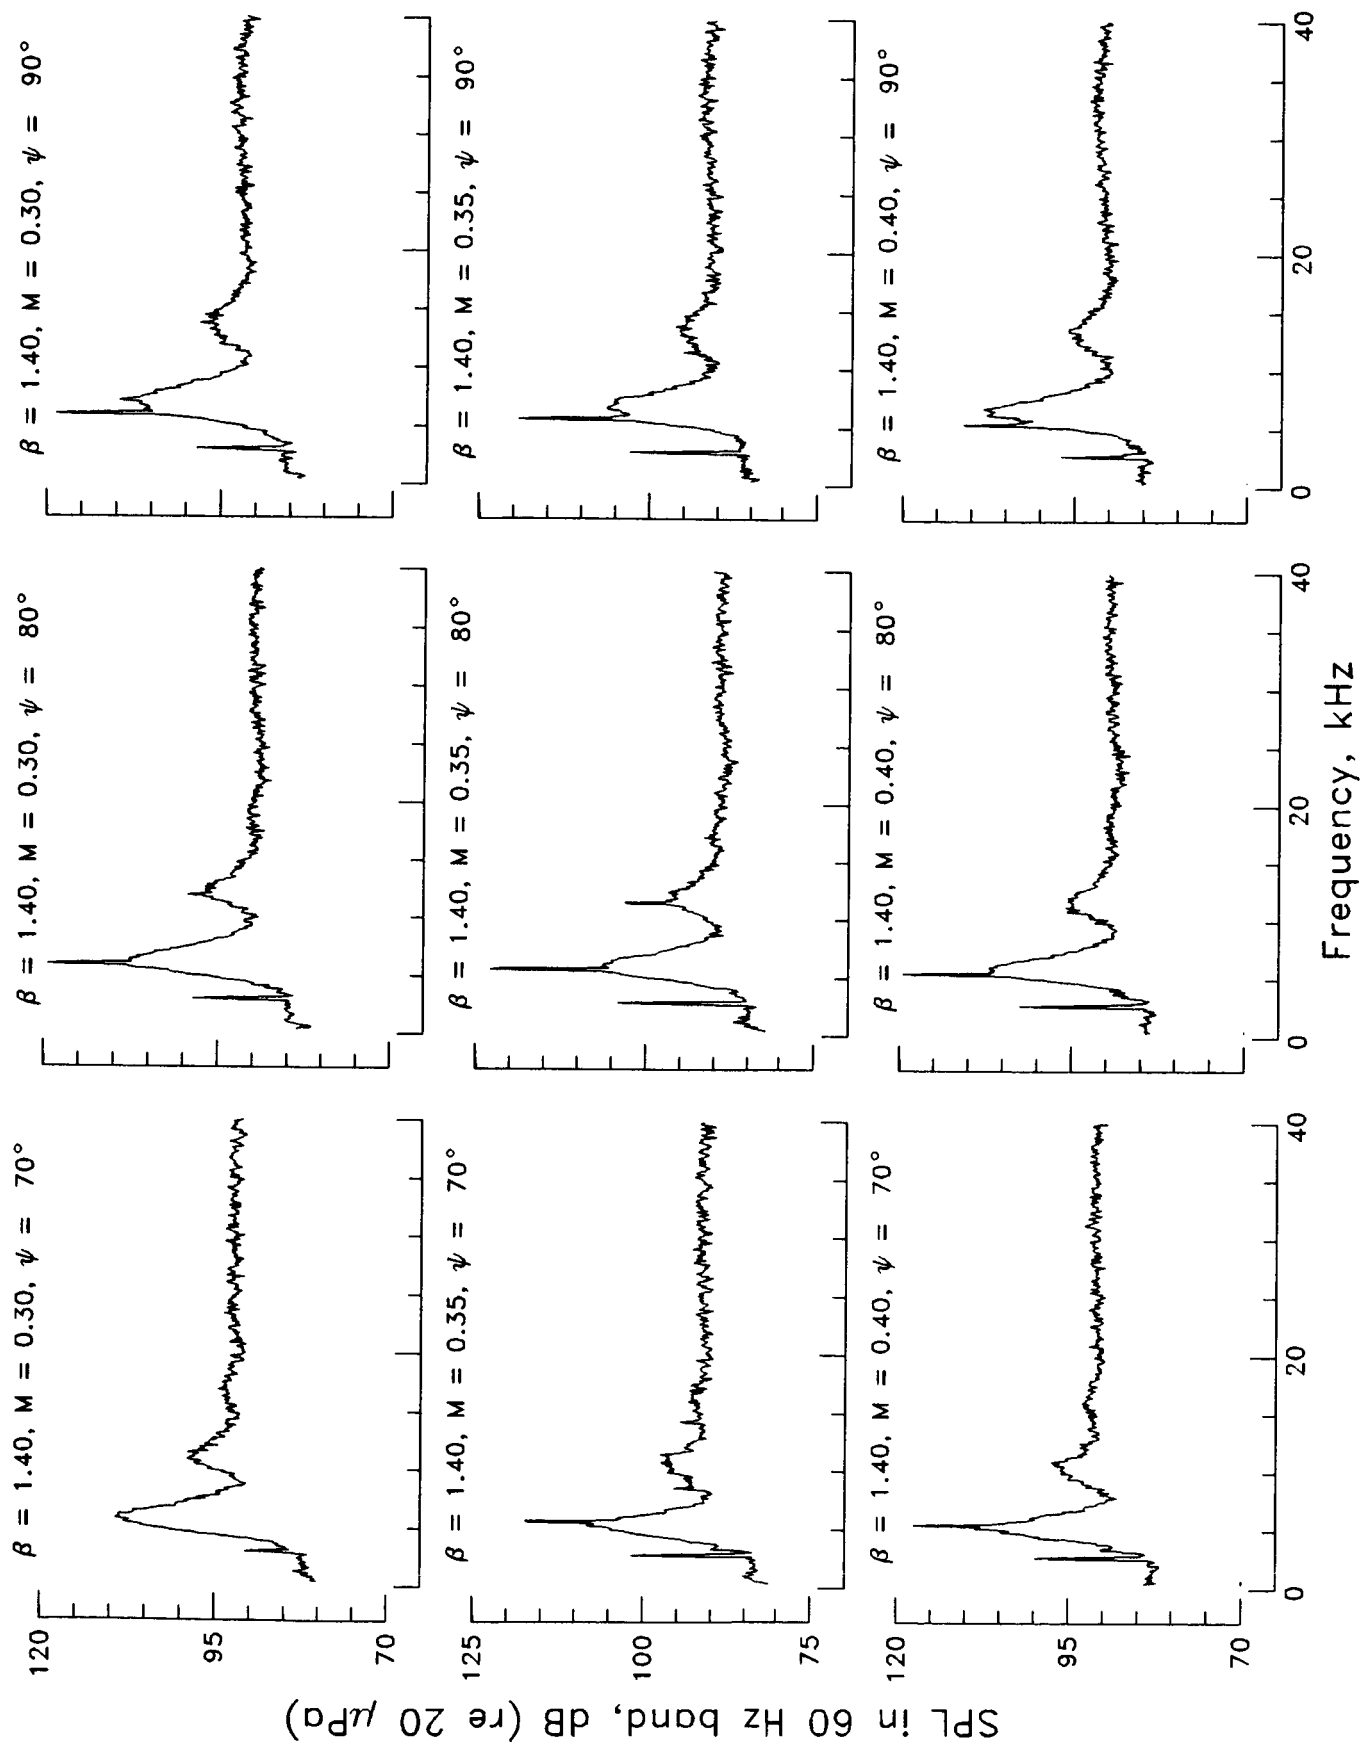 β = 1.40, M = 0.30, ψ = 70°
β = 1.40, M = 0.30, ψ = 80°
β = 1.40, M = 0.30, ψ = 90°
120
95
70
β = 1.40, M = 0.35, ψ = 70°
β = 1.40, M = 0.35, ψ = 80°
β = 1.40, M = 0.35, ψ = 90°
125
100
75
SPL in 60 Hz band, dB (re 20 μPa)
β = 1.40, M = 0.40, ψ = 70°
β = 1.40, M = 0.40, ψ = 80°
β = 1.40, M = 0.40, ψ = 90°
120
95
70
0 20 40
0 20 40
0 20 40
Frequency, kHz